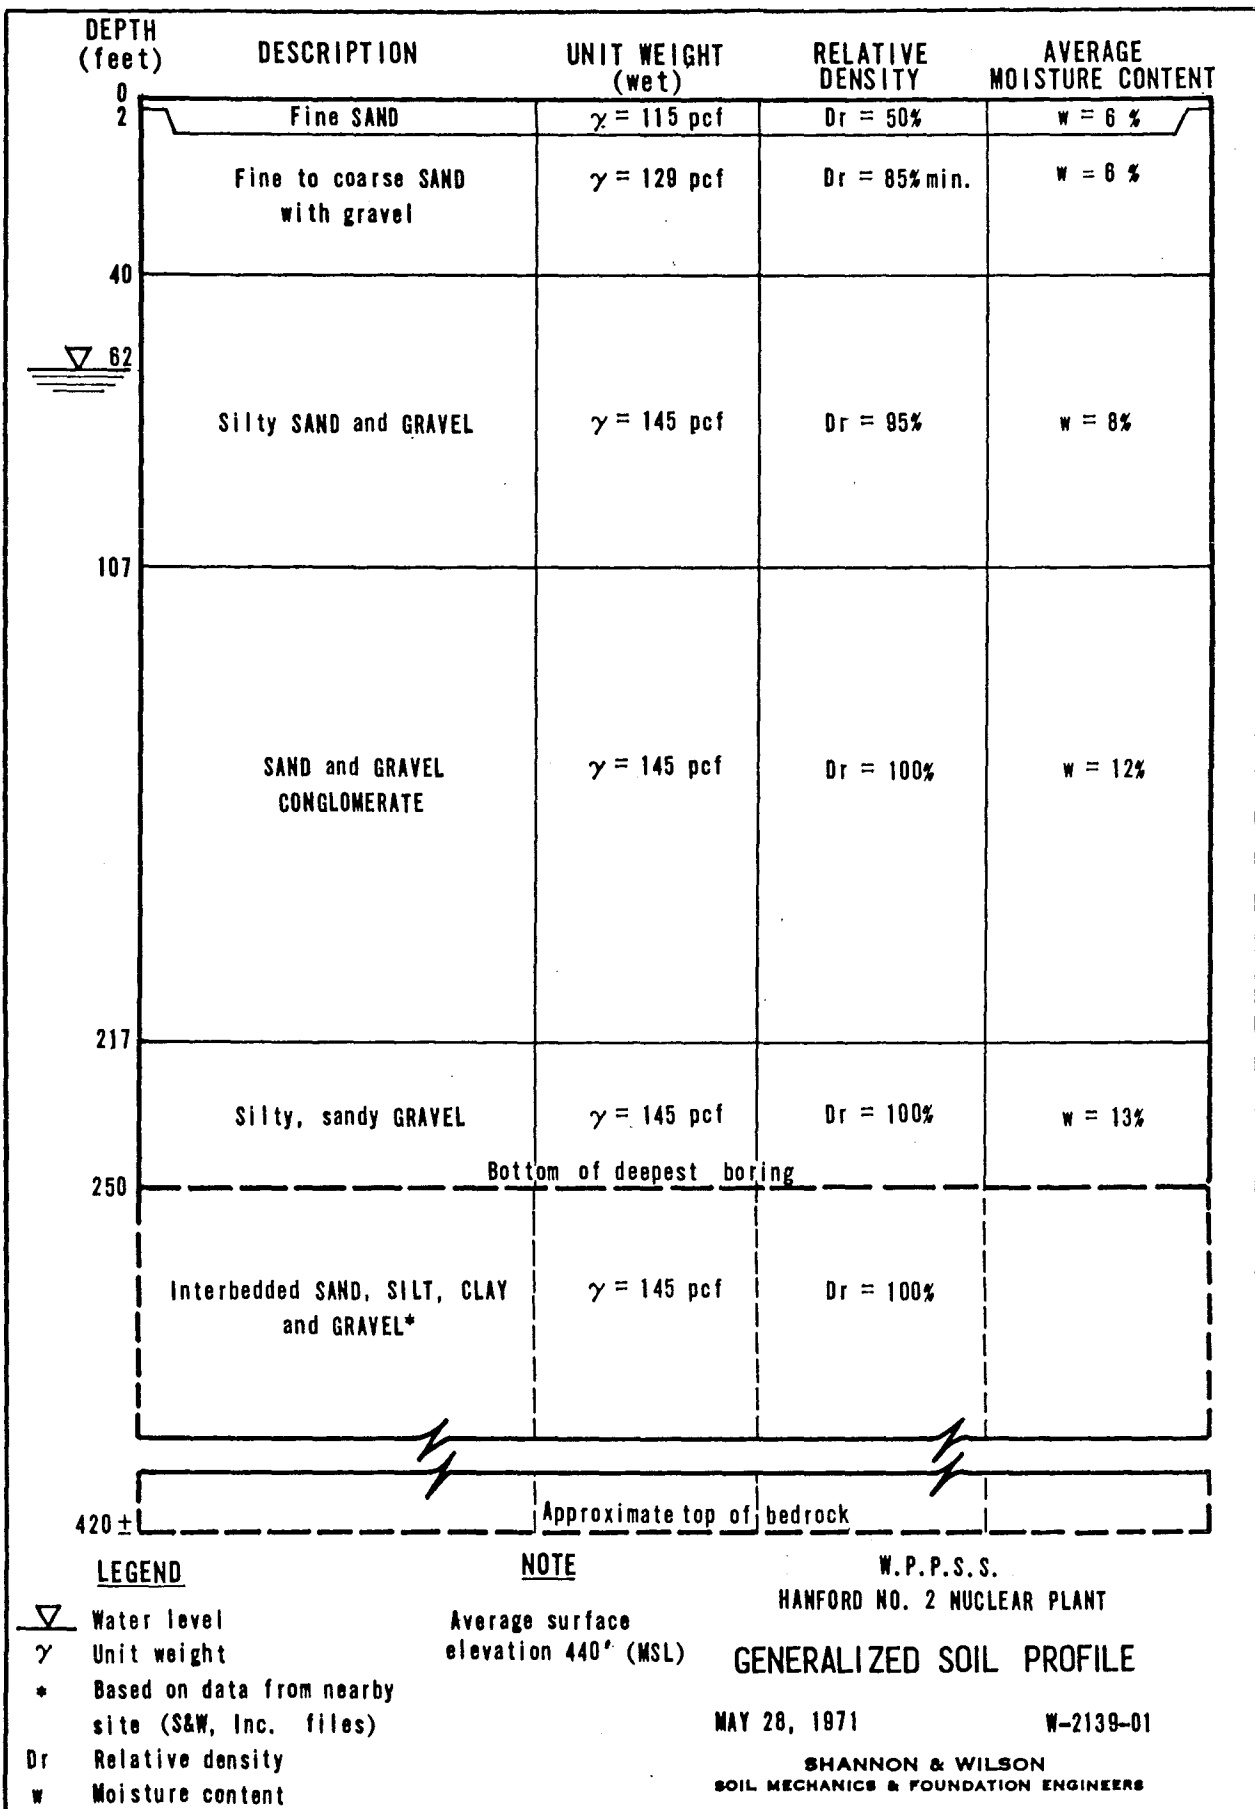 DEPTH
(feet)
DESCRIPTION
UNIT WEIGHT
(wet)
RELATIVE
DENSITY
AVERAGE
MOISTURE CONTENT
0
2
Fine SAND
γ = 115 pcf
Dr = 50%
w = 6 %
Fine to coarse SAND
with gravel
γ = 129 pcf
Dr = 85% min.
w = 6 %
40
62
Silty SAND and GRAVEL
γ = 145 pcf
Dr = 95%
w = 8%
107
SAND and GRAVEL
CONGLOMERATE
γ = 145 pcf
Dr = 100%
w = 12%
217
Silty, sandy GRAVEL
γ = 145 pcf
Dr = 100%
w = 13%
Bottom of deepest boring
250
Interbedded SAND, SILT, CLAY
and GRAVEL*
γ = 145 pcf
Dr = 100%
420 ±
Approximate top of bedrock
LEGEND
Water level
γ Unit weight
* Based on data from nearby
site (S&W, Inc. files)
Dr Relative density
w Moisture content
NOTE
Average surface
elevation 440' (MSL)
W.P.P.S.S.
HANFORD NO. 2 NUCLEAR PLANT
GENERALIZED SOIL PROFILE
MAY 28, 1971 W-2139-01
SHANNON & WILSON
SOIL MECHANICS & FOUNDATION ENGINEERS